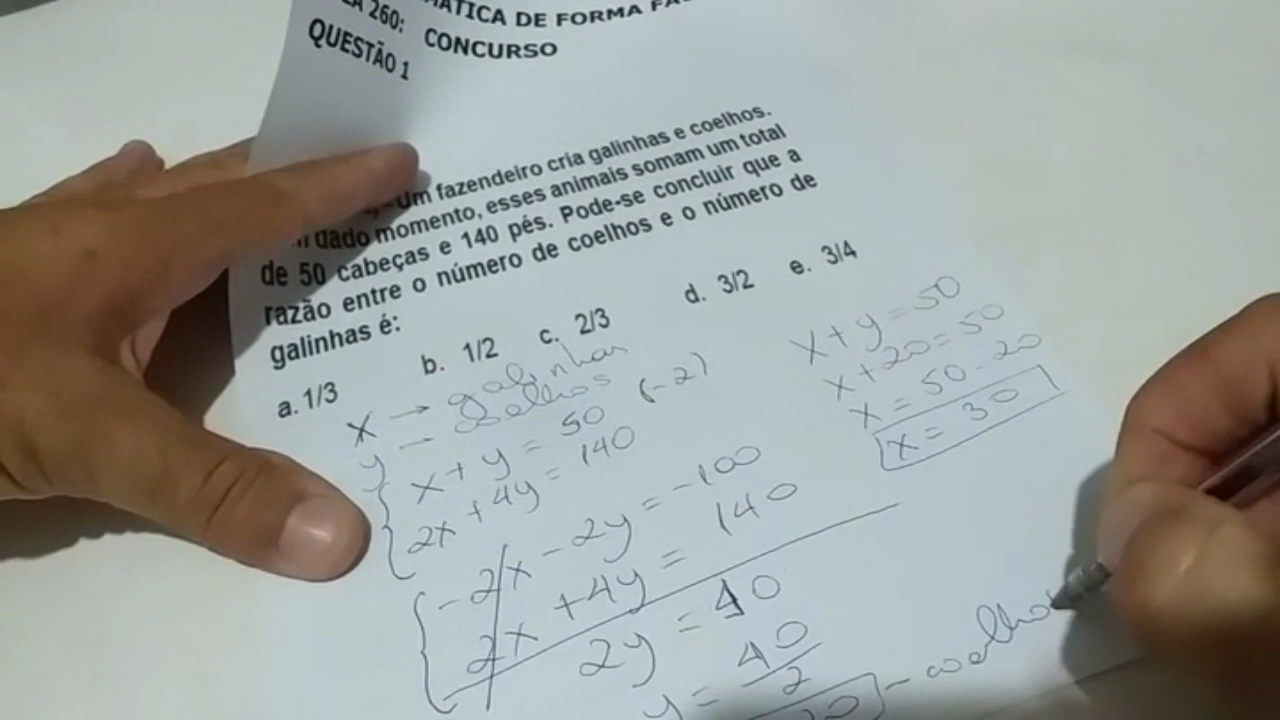 260:
DE FORMA
CONCURSO
QUESTÃO 1
Um fazendeiro cria galinhas e coelhos.
dado momento, esses animais somam um total
de 50 cabeças e 140 pés. Pode-se concluir que a
razão entre o número de coelhos e o número de
galinhas é:
a. 1/3 b. 1/2 c. 2/3 d. 3/2 e. 3/4
x → galinhas
y → coelhos
x + y = 50 (-2)
2x + 4y = 140
-2x - 2y = -100
2x + 4y = 140
2y = 40
y = 40/2
20 - coelhos
x + y = 50
x + 20 = 50
x = 50 - 20
x = 30